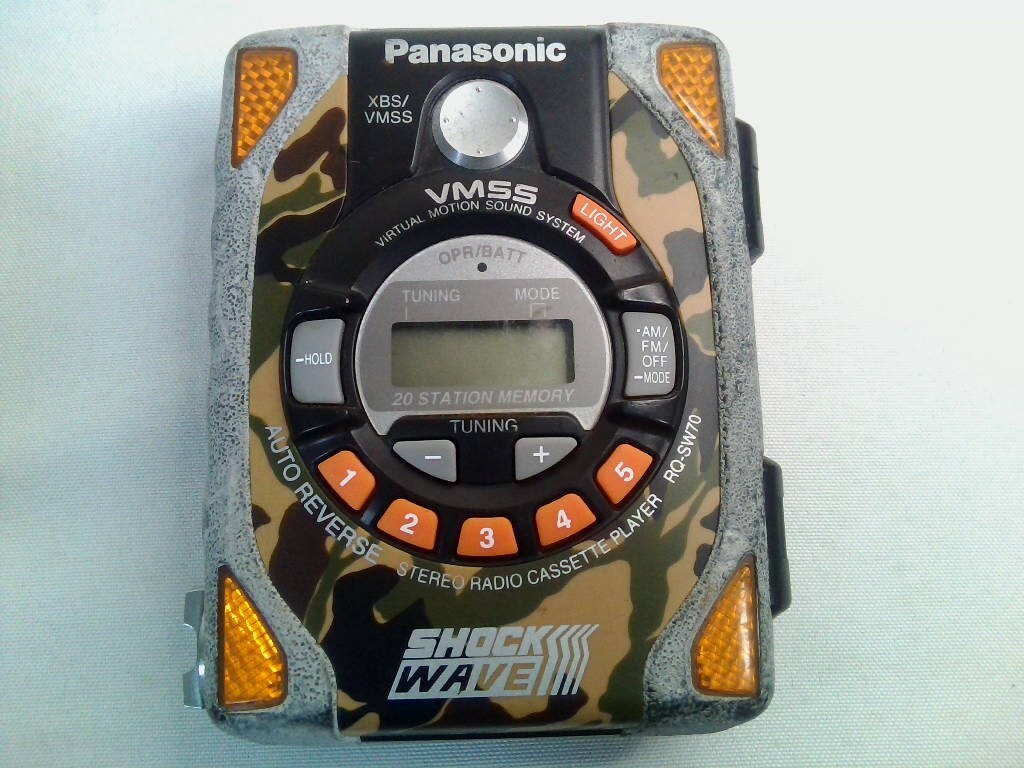 Panasonic
XBS/
VMSS
VMSS
VIRTUAL MOTION SOUND SYSTEM
LIGHT
OPR/BATT
TUNING
MODE
-HOLD
·AM/
FM/
OFF
-MODE
20 STATION MEMORY
TUNING
-
+
1
2
3
4
5
AUTO REVERSE
STEREO RADIO CASSETTE PLAYER RQ-SW70
SHOCK
WAVE